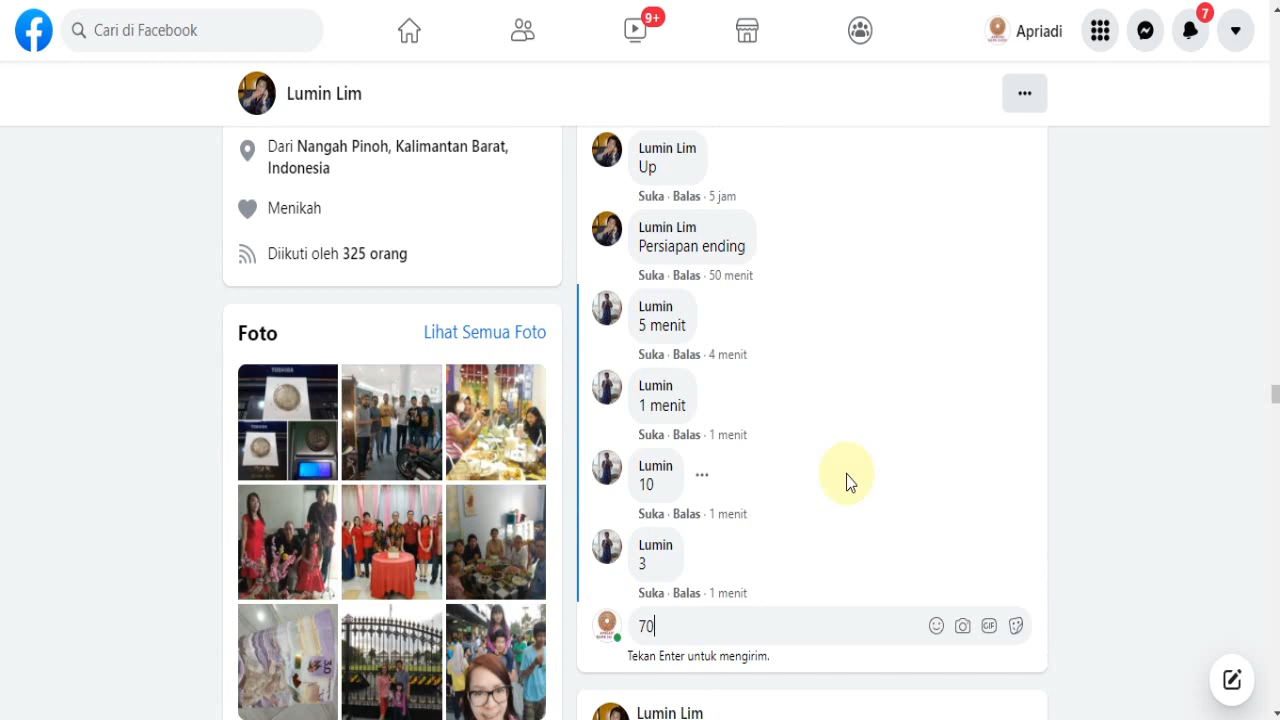 Cari di Facebook
9+
Apriadi
7
Lumin Lim
Dari Nangah Pinoh, Kalimantan Barat,
Indonesia
Menikah
Diikuti oleh 325 orang
Foto
Lihat Semua Foto
TOSHIBA
Lumin Lim
Up
Suka · Balas · 5 jam
Lumin Lim
Persiapan ending
Suka · Balas · 50 menit
Lumin
5 menit
Suka · Balas · 4 menit
Lumin
1 menit
Suka · Balas · 1 menit
Lumin
10
Suka · Balas · 1 menit
Lumin
3
Suka · Balas · 1 menit
70
GIF
Tekan Enter untuk mengirim.
Lumin Lim